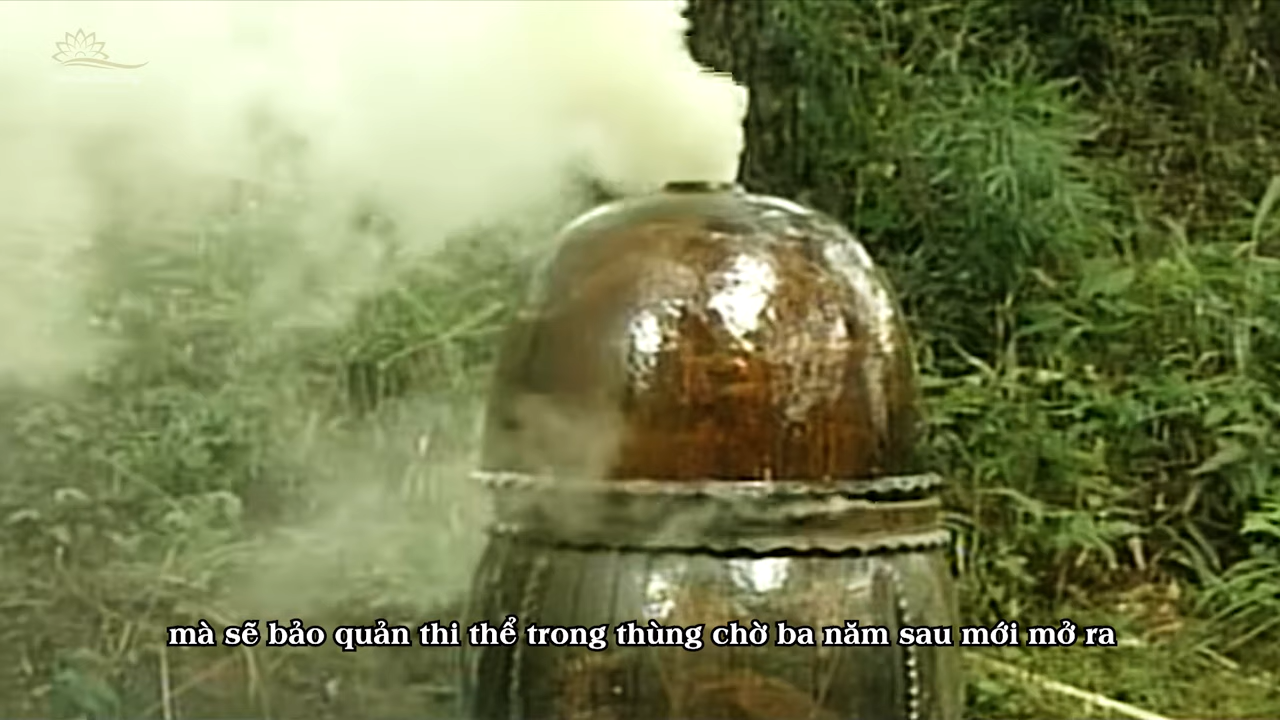 mà sẽ bảo quản thi thể trong thùng chờ ba năm sau mới mở ra